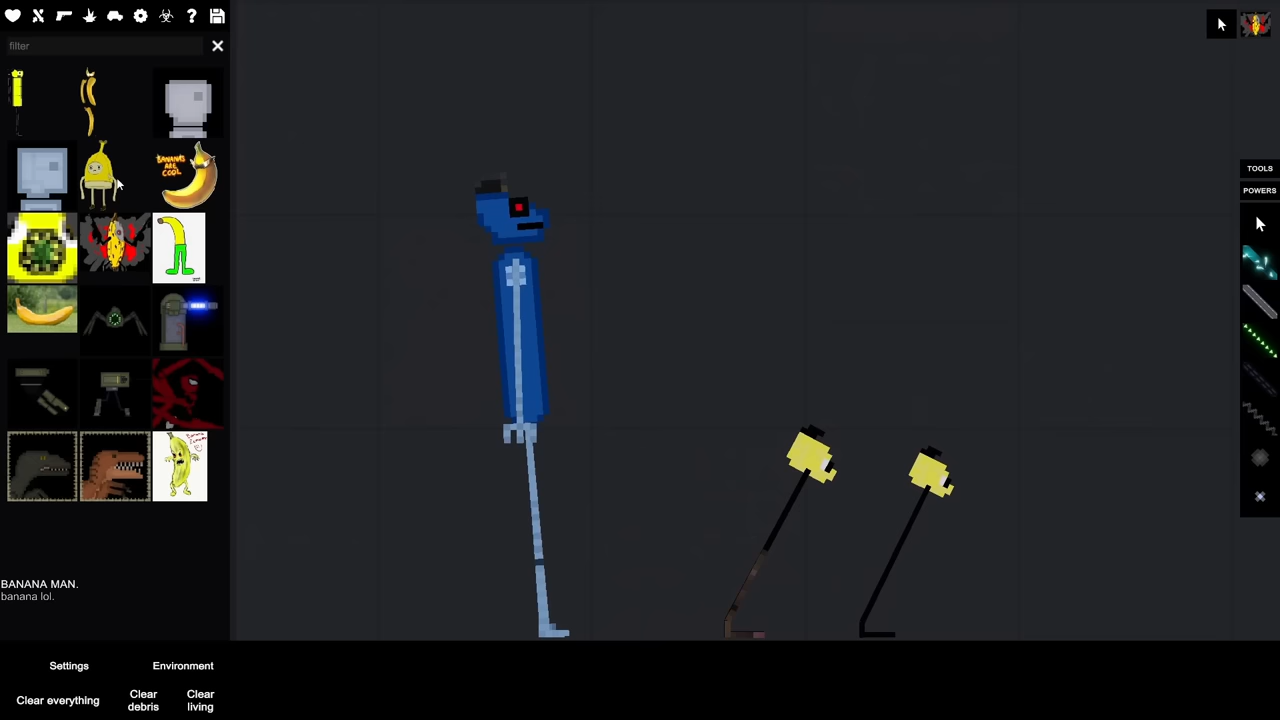 filter
BANANAS
ARE
COOL
BANANA MAN.
banana lol.
Settings
Environment
Clear everything
Clear debris
Clear living
TOOLS
POWERS